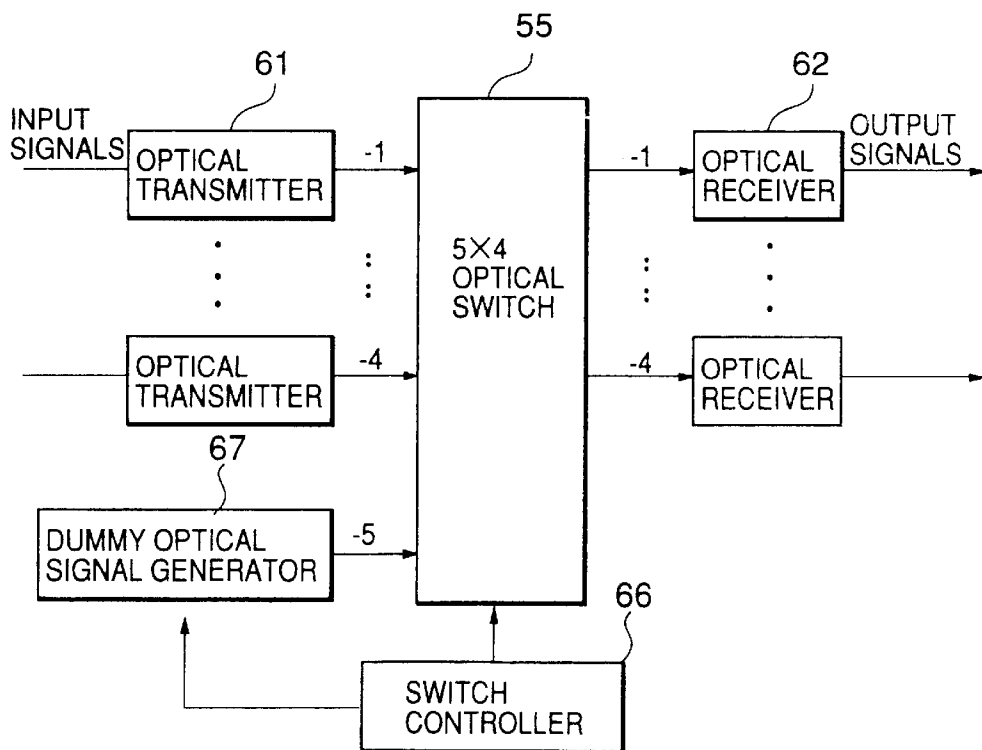 61
55
62
INPUT
SIGNALS
OPTICAL
TRANSMITTER
-1
-1
OPTICAL
RECEIVER
OUTPUT
SIGNALS
5×4
OPTICAL
SWITCH
OPTICAL
TRANSMITTER
-4
-4
OPTICAL
RECEIVER
67
DUMMY OPTICAL
SIGNAL GENERATOR
-5
66
SWITCH
CONTROLLER